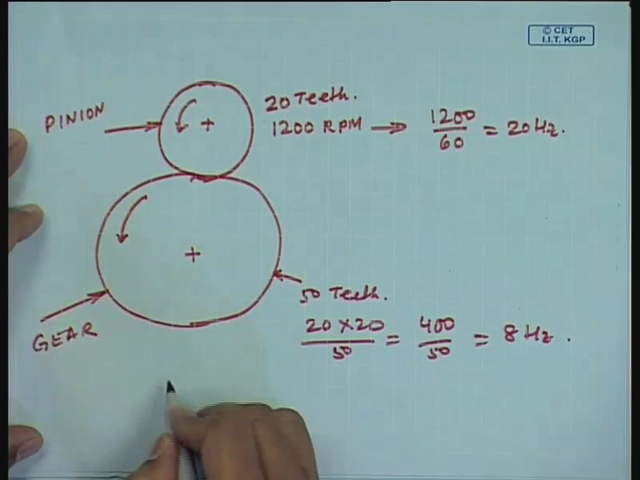 © CET
I.I.T. KGP
PINION
20 Teeth.
1200 RPM → 1200/60 = 20 Hz.
50 Teeth.
GEAR
20 × 20/50 = 400/50 = 8 Hz.